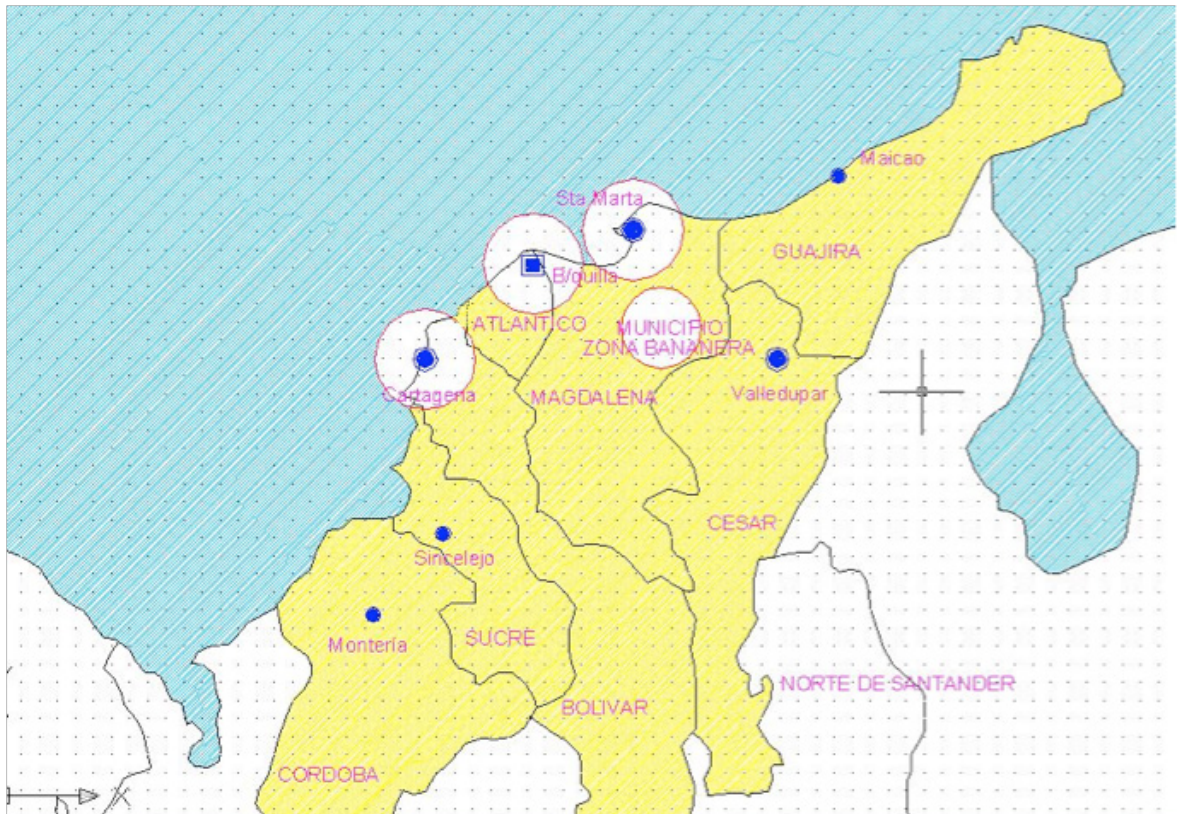 Maicao
Sta Marta
GUAJIRA
B/quilla
ATLANTICO
MUNICIPIO
ZONA BANANERA
Cartagena
MAGDALENA
Valledupar
CESAR
Sincelejo
Montería
SUCRE
NORTE DE SANTANDER
BOLIVAR
CORDOBA
X